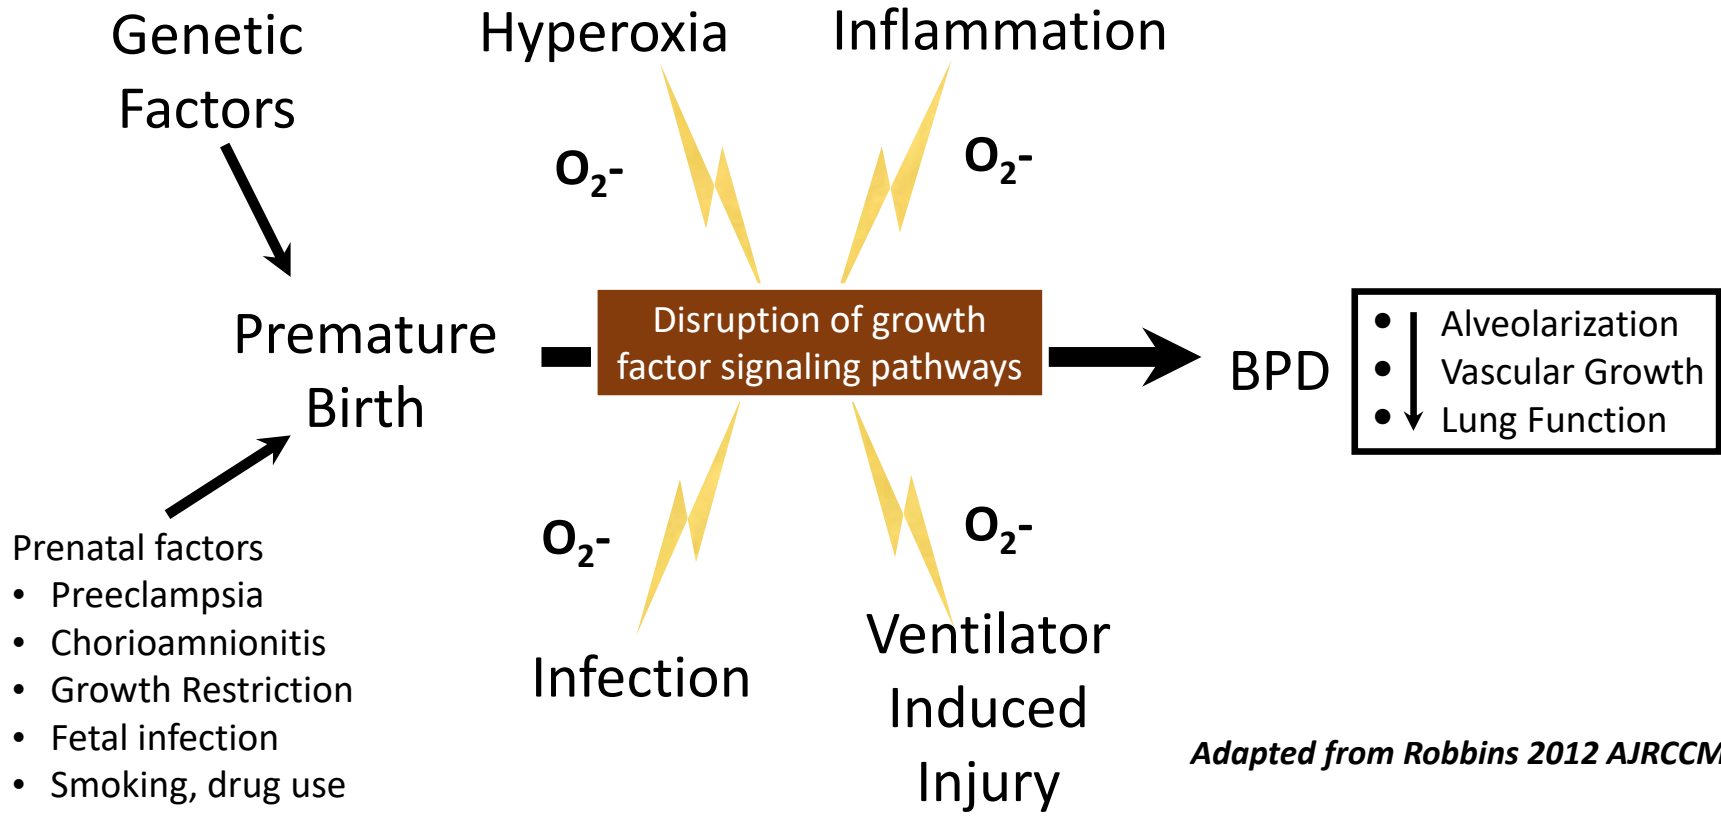 Genetic
Factors
Hyperoxia
Inflammation
O₂-
O₂-
Premature
Birth
Disruption of growth
factor signaling pathways
BPD
● Alveolarization
● Vascular Growth
● Lung Function
Prenatal factors
• Preeclampsia
• Chorioamnionitis
• Growth Restriction
• Fetal infection
• Smoking, drug use
O₂-
O₂-
Infection
Ventilator
Induced
Injury
Adapted from Robbins 2012 AJRCCM